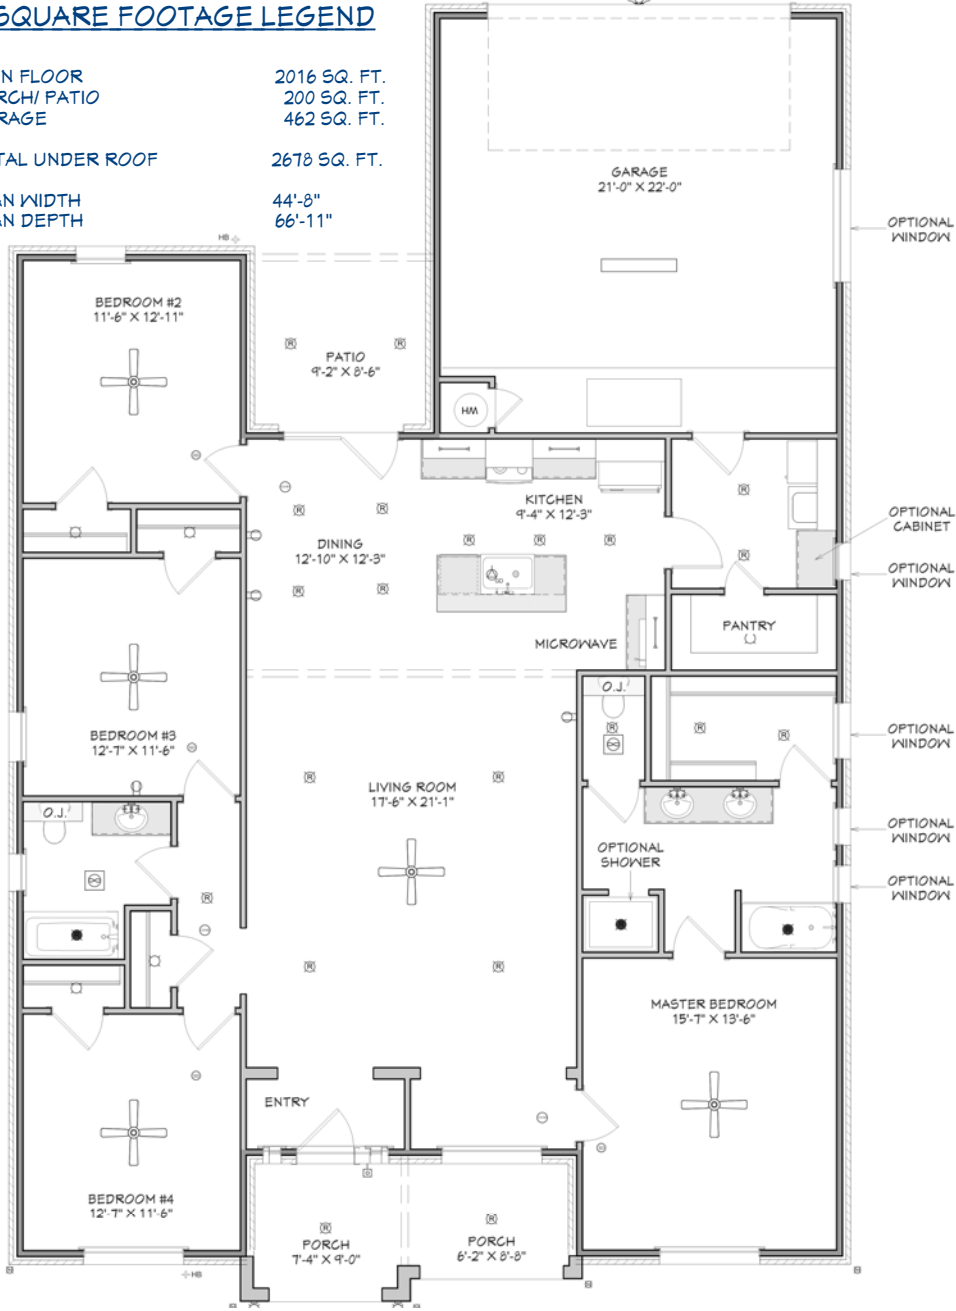 SQUARE FOOTAGE LEGEND
N FLOOR 2016 SQ. FT.
RCH/ PATIO 200 SQ. FT.
RAGE 462 SQ. FT.
TAL UNDER ROOF 2678 SQ. FT.
AN WIDTH 44'-8"
AN DEPTH 66'-11"
GARAGE
21'-0" X 22'-0"
OPTIONAL
WINDOW
HB
BEDROOM #2
11'-6" X 12'-11"
PATIO
9'-2" X 8'-6"
HW
KITCHEN
9'-4" X 12'-3"
DINING
12'-10" X 12'-3"
OPTIONAL
CABINET
OPTIONAL
WINDOW
PANTRY
MICROWAVE
O.J.
BEDROOM #3
12'-7" X 11'-6"
OPTIONAL
WINDOW
LIVING ROOM
17'-6" X 21'-1"
O.J.
OPTIONAL
SHOWER
OPTIONAL
WINDOW
OPTIONAL
WINDOW
MASTER BEDROOM
15'-7" X 13'-6"
ENTRY
BEDROOM #4
12'-7" X 11'-6"
PORCH
7'-4" X 9'-0"
PORCH
6'-2" X 8'-8"
HB